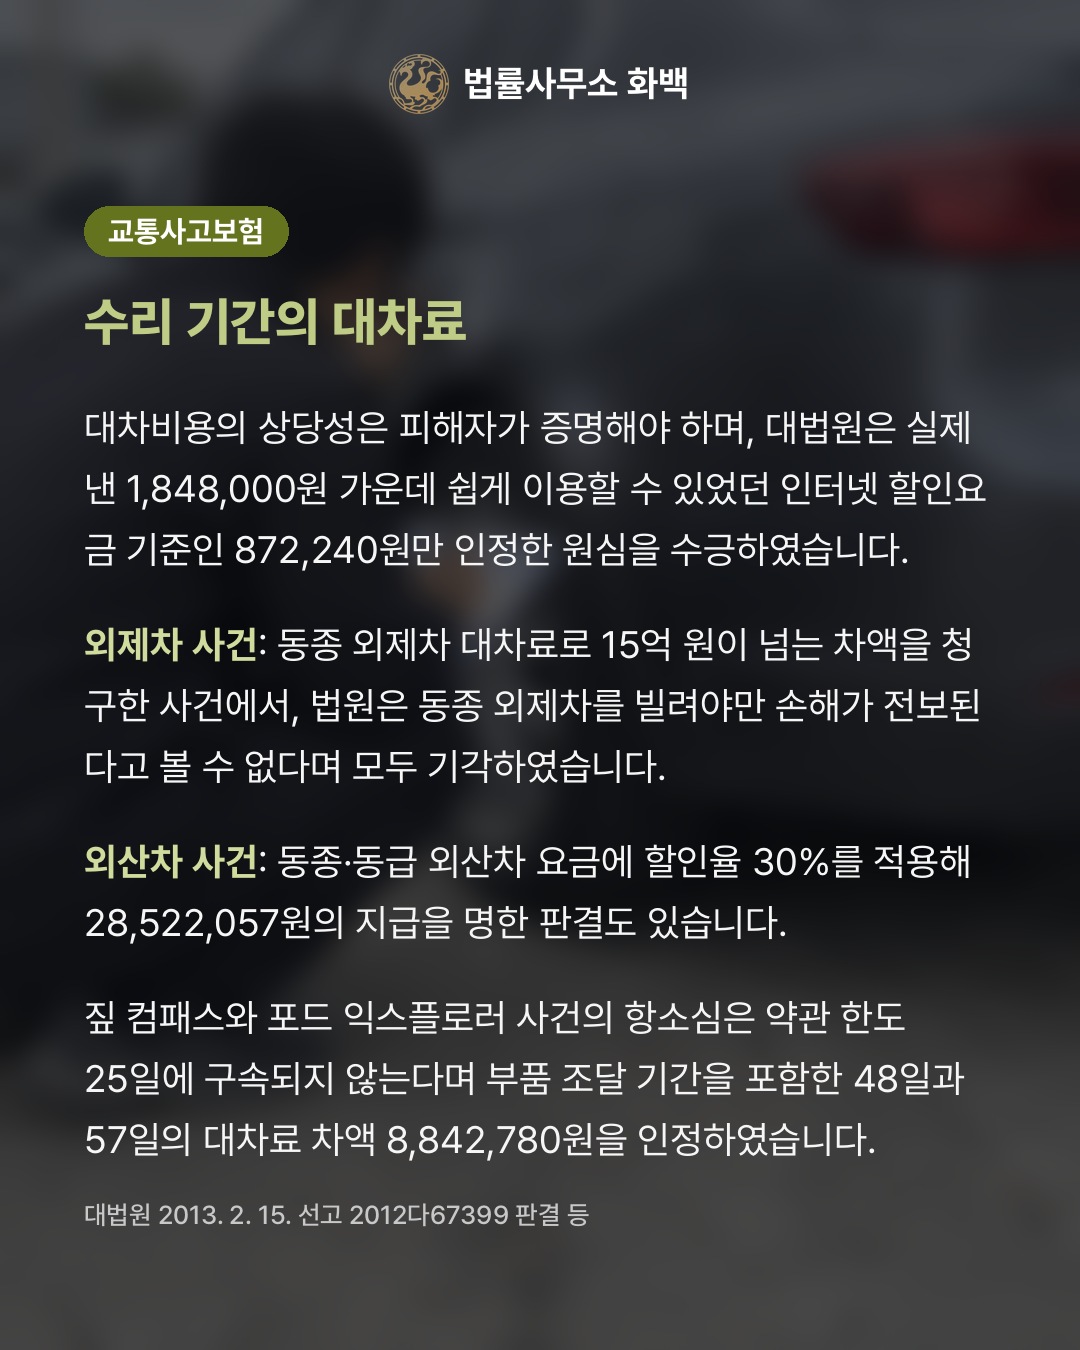 법률사무소 화백
교통사고보험
수리 기간의 대차료
대차비용의 상당성은 피해자가 증명해야 하며, 대법원은 실제
낸 1,848,000원 가운데 쉽게 이용할 수 있었던 인터넷 할인요
금 기준인 872,240원만 인정한 원심을 수긍하였습니다.
외제차 사건: 동종 외제차 대차료로 15억 원이 넘는 차액을 청
구한 사건에서, 법원은 동종 외제차를 빌려야만 손해가 전보된
다고 볼 수 없다며 모두 기각하였습니다.
외산차 사건: 동종·동급 외산차 요금에 할인율 30%를 적용해
28,522,057원의 지급을 명한 판결도 있습니다.
짚 컴패스와 포드 익스플로러 사건의 항소심은 약관 한도
25일에 구속되지 않는다며 부품 조달 기간을 포함한 48일과
57일의 대차료 차액 8,842,780원을 인정하였습니다.
대법원 2013. 2. 15. 선고 2012다67399 판결 등